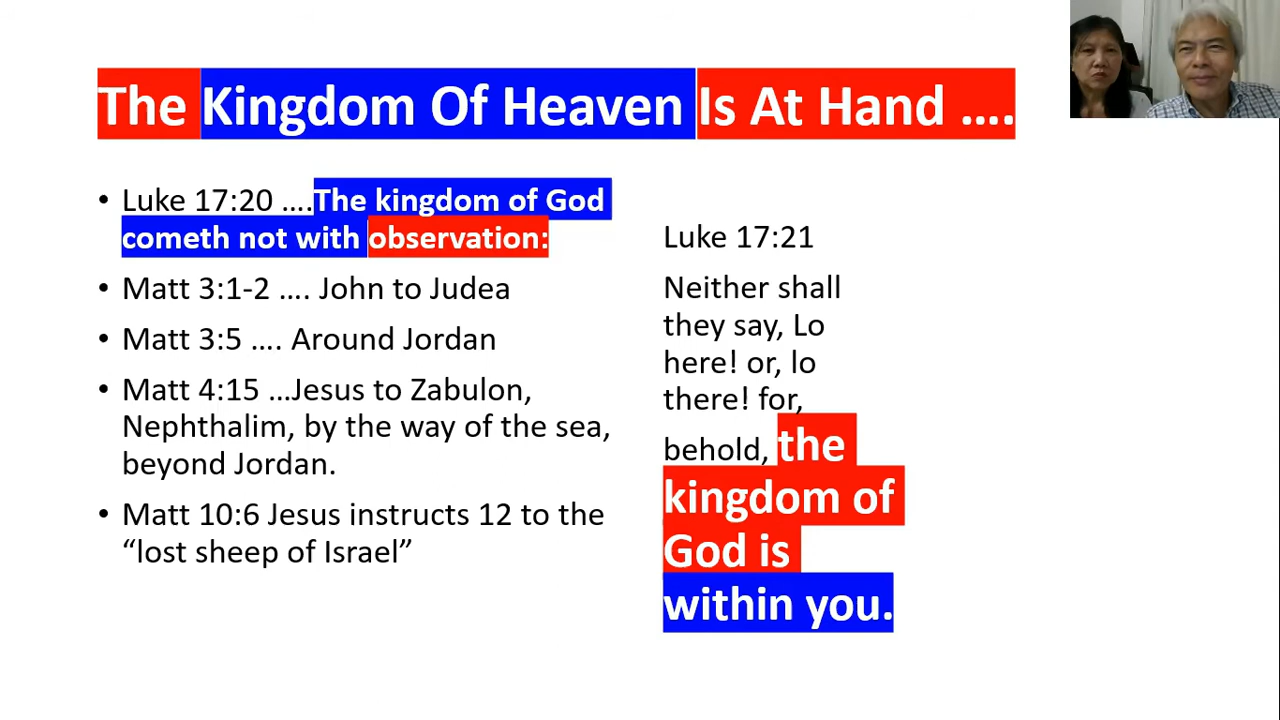 The Kingdom Of Heaven Is At Hand ....
• Luke 17:20 ....The kingdom of God
cometh not with observation:
• Matt 3:1-2 .... John to Judea
• Matt 3:5 .... Around Jordan
• Matt 4:15 ...Jesus to Zabulon,
Nephthalim, by the way of the sea,
beyond Jordan.
• Matt 10:6 Jesus instructs 12 to the
“lost sheep of Israel”
Luke 17:21
Neither shall
they say, Lo
here! or, lo
there! for,
behold, the
kingdom of
God is
within you.